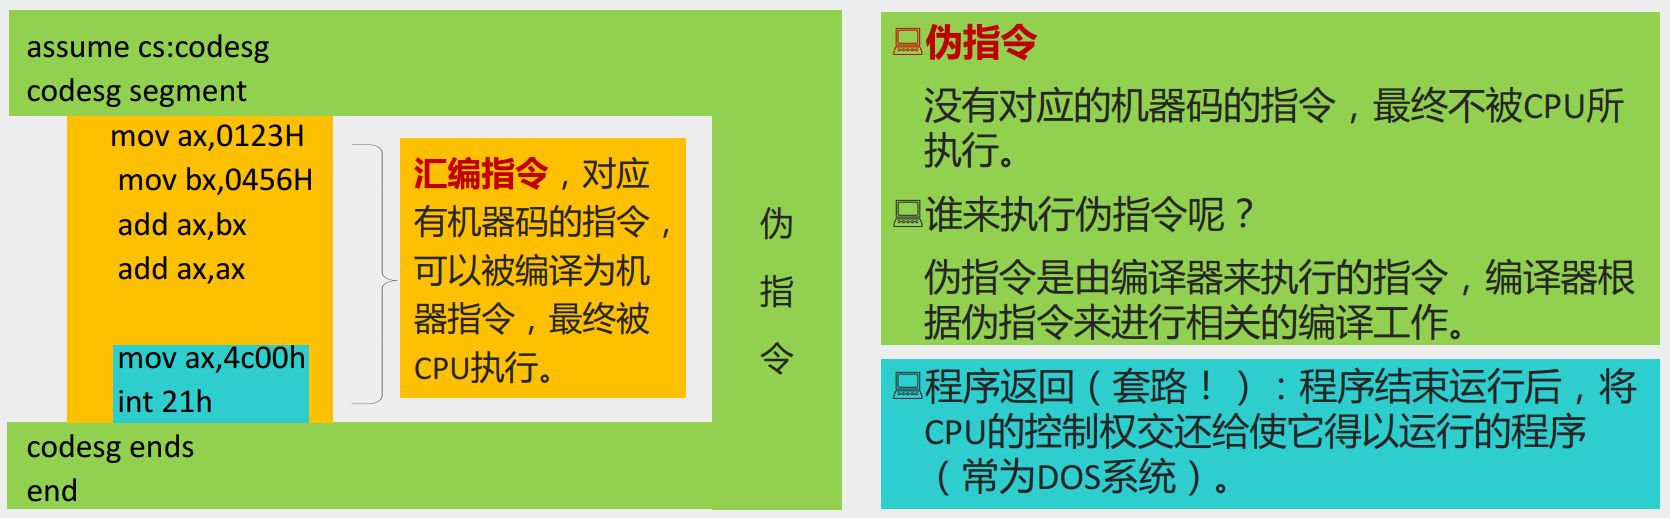 assume cs:codesg
codesg segment
mov ax,0123H
mov bx,0456H
add ax,bx
add ax,ax
mov ax,4c00h
int 21h
codesg ends
end
汇编指令，对应
有机器码的指令，
可以被编译为机
器指令，最终被
CPU执行。
伪
指
令
伪指令
没有对应的机器码的指令，最终不被CPU所
执行。
谁来执行伪指令呢？
伪指令是由编译器来执行的指令，编译器根
据伪指令来进行相关的编译工作。
程序返回（套路！）：程序结束运行后，将
CPU的控制权交还给使它得以运行的程序
（常为DOS系统）。